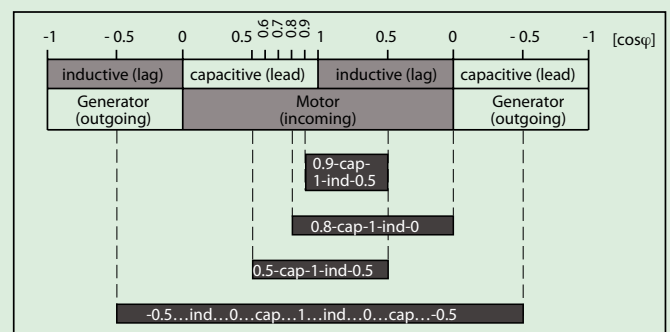 0.6
0.7
0.8
0.9
-1 - 0.5 0 0.5 1 0.5 0 - 0.5 -1 [cosφ]
inductive (lag) capacitive (lead) inductive (lag) capacitive (lead)
Generator Motor Generator
(outgoing) (incoming) (outgoing)
0.9-cap-
1-ind-0.5
0.8-cap-1-ind-0
0.5-cap-1-ind-0.5
-0.5...ind...0...cap...1...ind...0...cap...-0.5